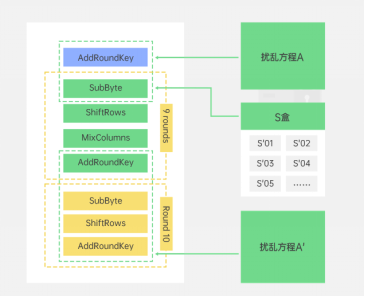 AddRoundKey
SubByte
ShiftRows
MixColumns
AddRoundKey
9 rounds
SubByte
ShiftRows
AddRoundKey
Round 10
扰乱方程A
S盒
S'01
S'02
S'03
S'04
S'05
……
扰乱方程A'